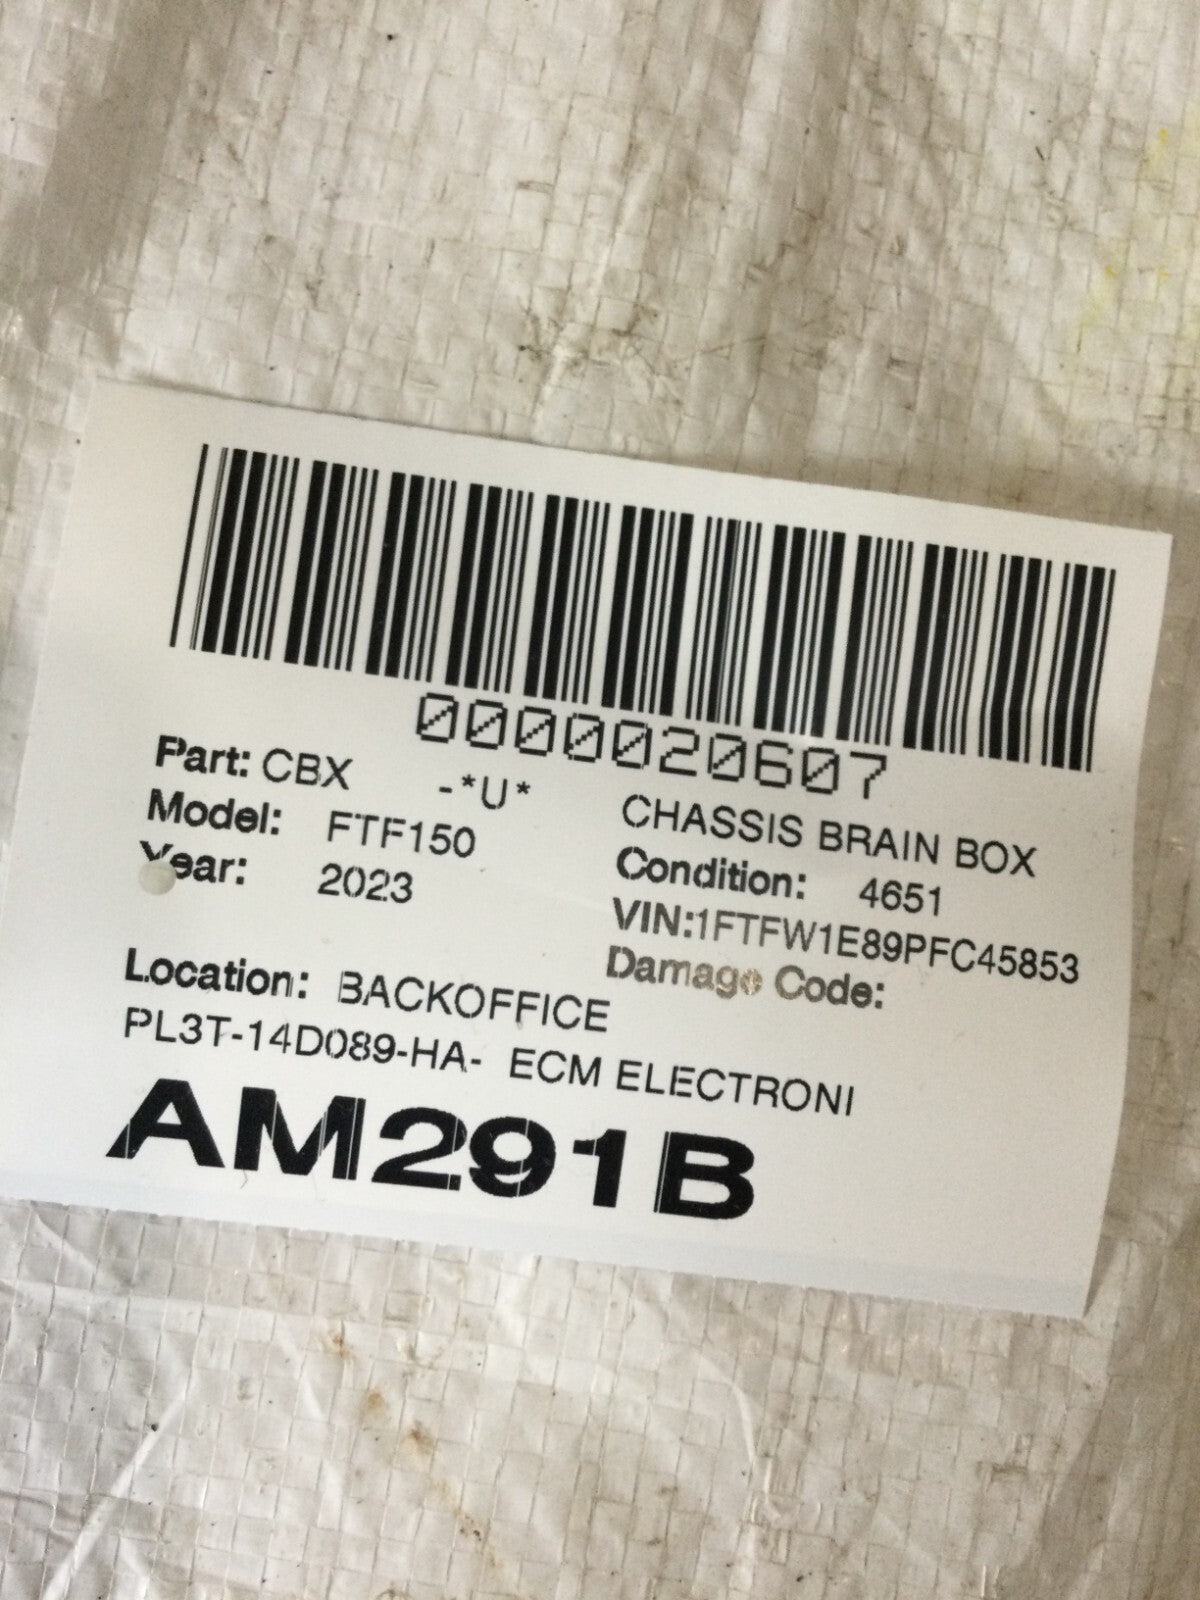 0000020607
Part: CBX -*U* CHASSIS BRAIN BOX
Model: FTF150 Condition: 4651
Year: 2023 VIN:1FTFW1E89PFC45853
Damage Code:
Location: BACKOFFICE
PL3T-14D089-HA- ECM ELECTRONI
AM291B